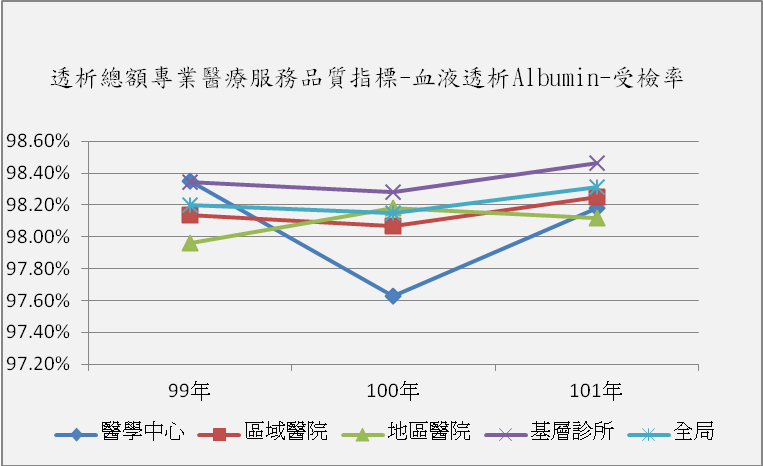 透析總額專業醫療服務品質指標-血液透析Albumin-受檢率
98.60%
98.40%
98.20%
98.00%
97.80%
97.60%
97.40%
97.20%
99年 100年 101年
醫學中心 區域醫院 地區醫院 基層診所 全局